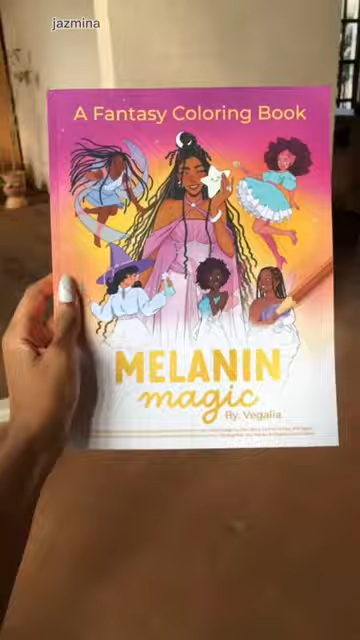 jazmina
A Fantasy Coloring Book
MELANIN
magic
By. Vegalia